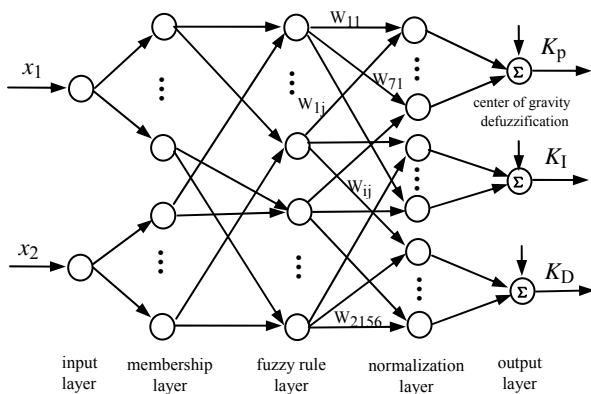 W11
Kp
x1
W71
Σ
W1j
center of gravity
defuzzification
KI
Σ
Wij
x2
KD
Σ
W2156
input
layer
membership
layer
fuzzy rule
layer
normalization
layer
output
layer